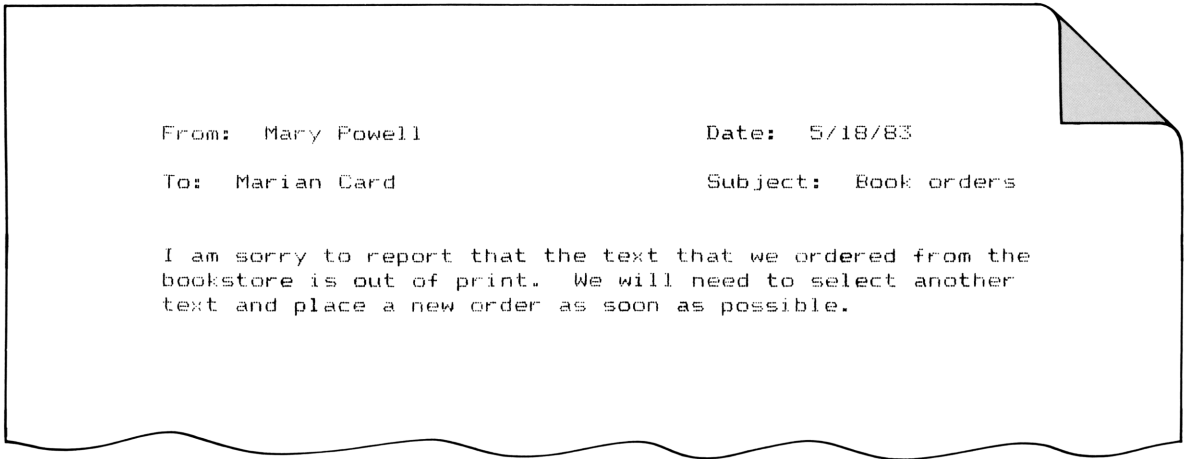 From:  Mary Powell          Date:  5/18/83
To:  Marian Card          Subject:  Book orders
I am sorry to report that the text that we ordered from the
bookstore is out of print.  We will need to select another
text and place a new order as soon as possible.